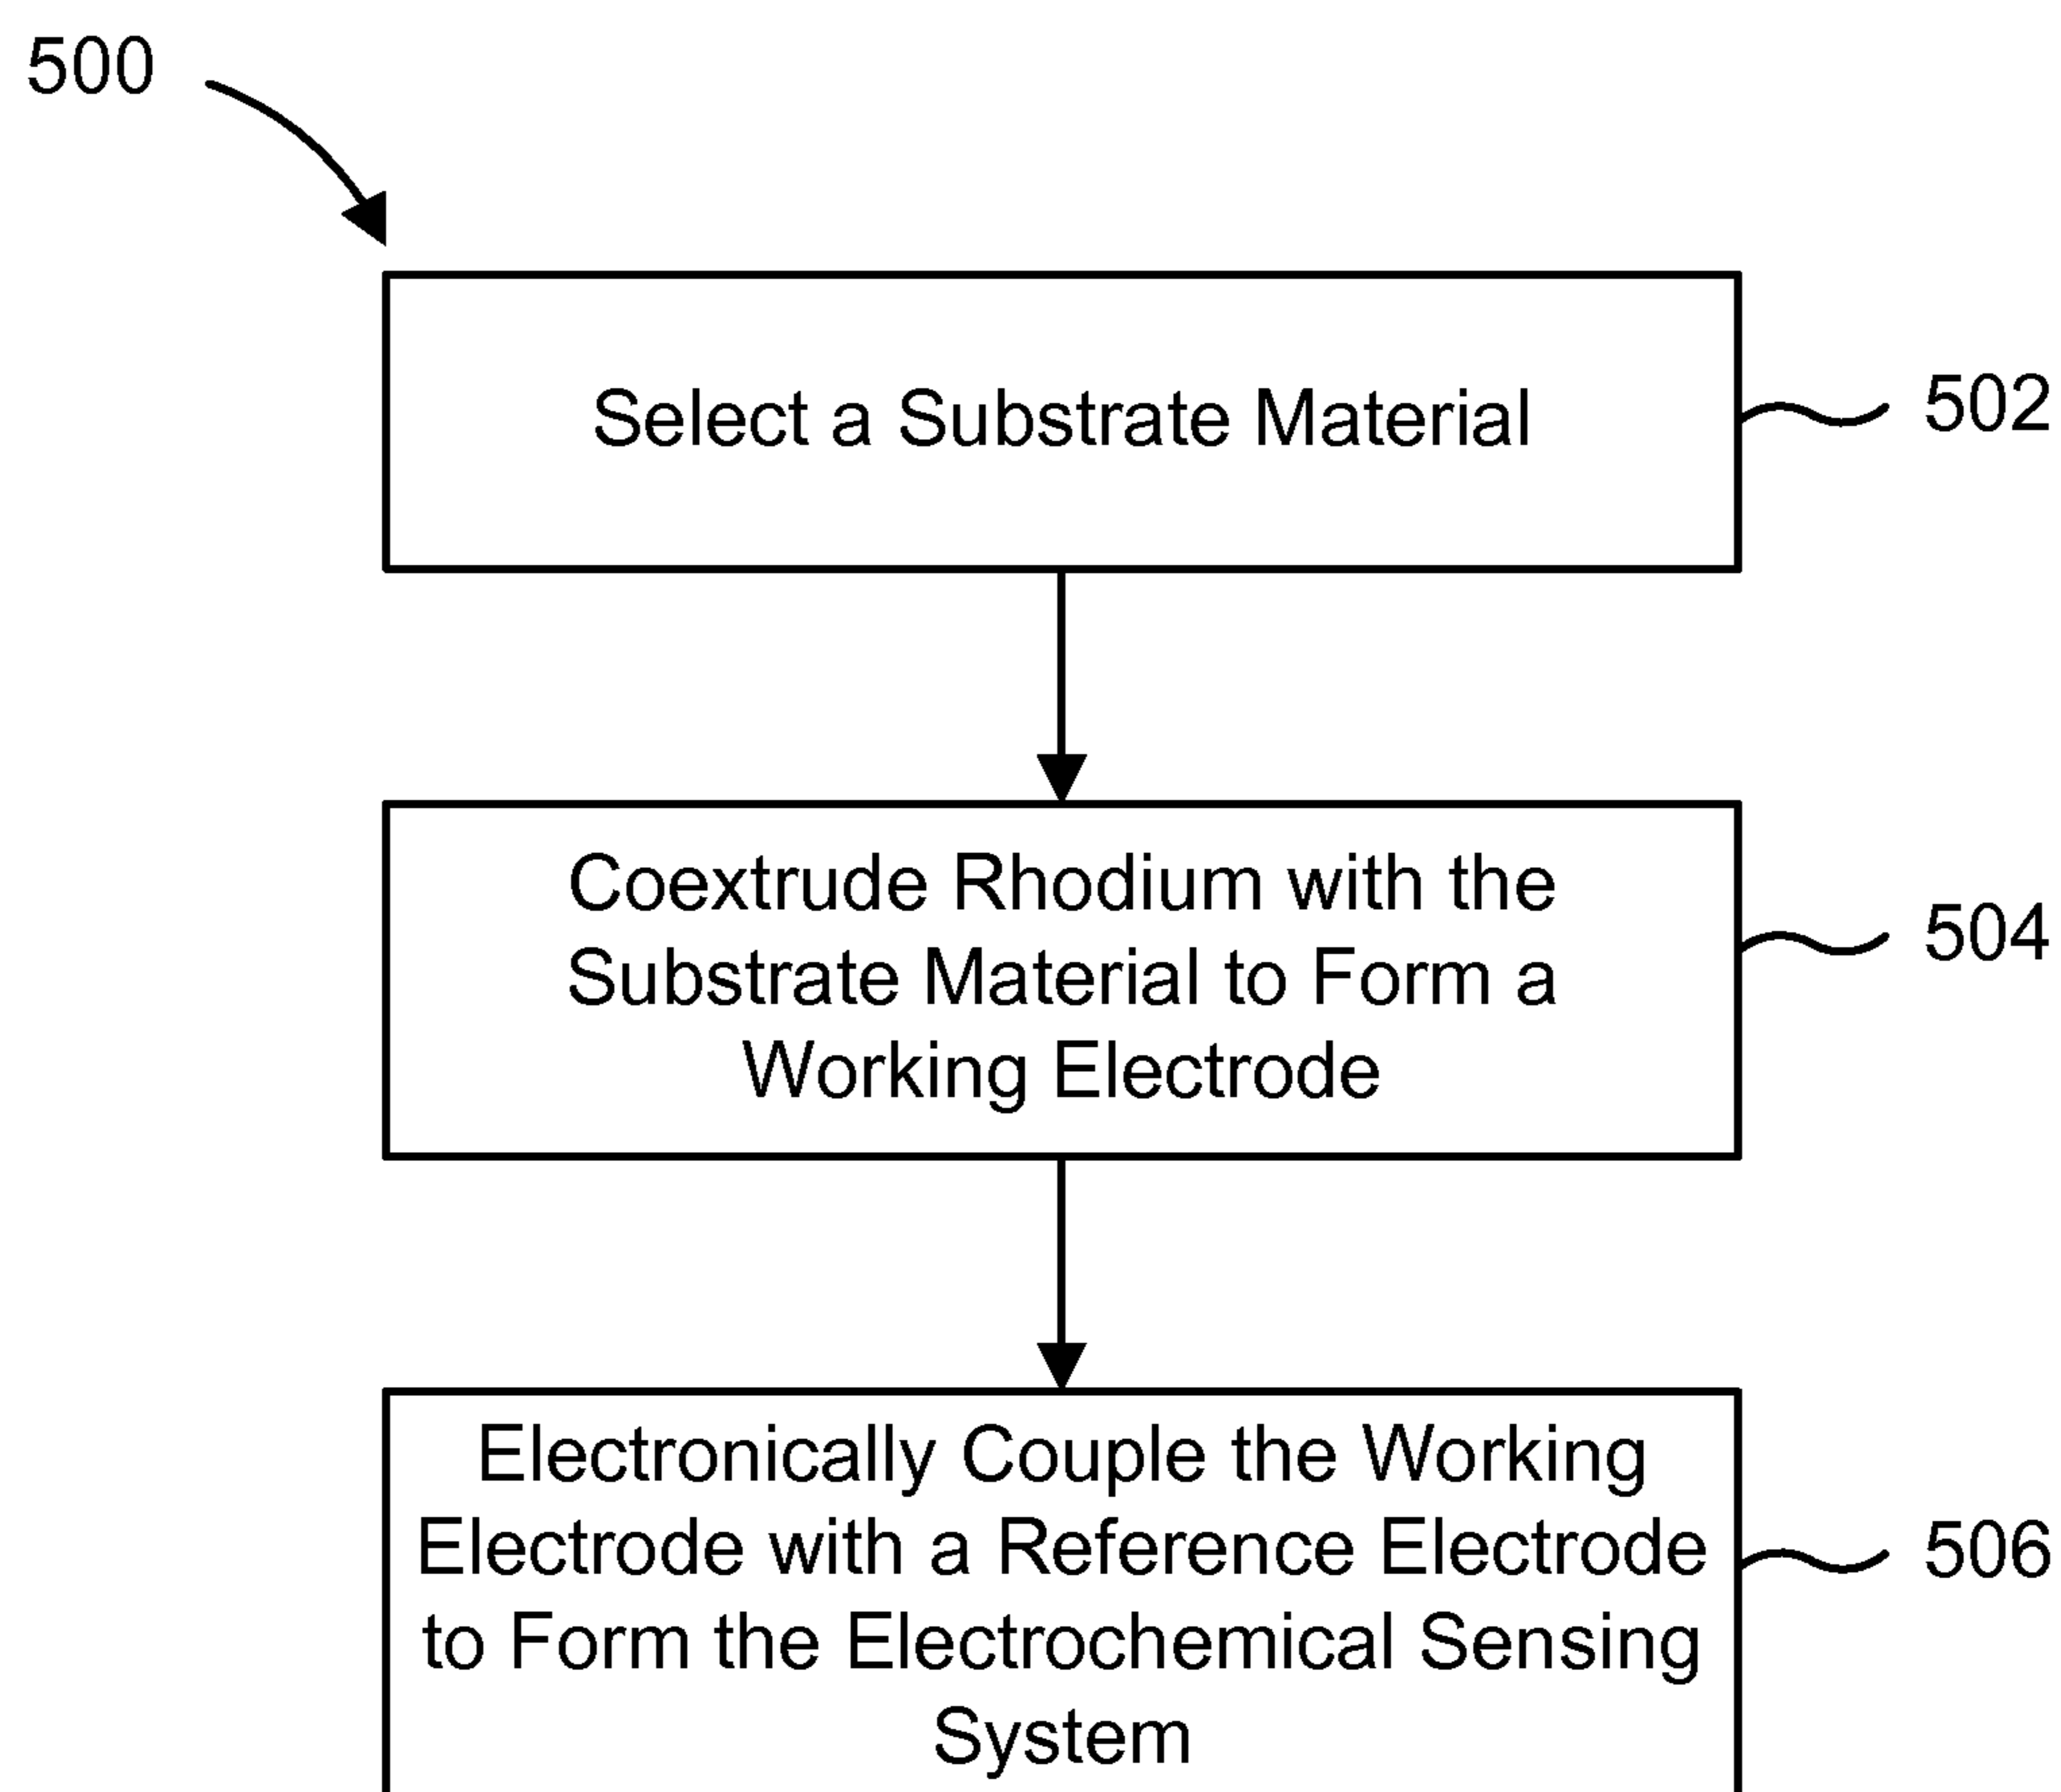 500
Select a Substrate Material
502
Coextrude Rhodium with the
Substrate Material to Form a
Working Electrode
504
Electronically Couple the Working
Electrode with a Reference Electrode
to Form the Electrochemical Sensing
System
506